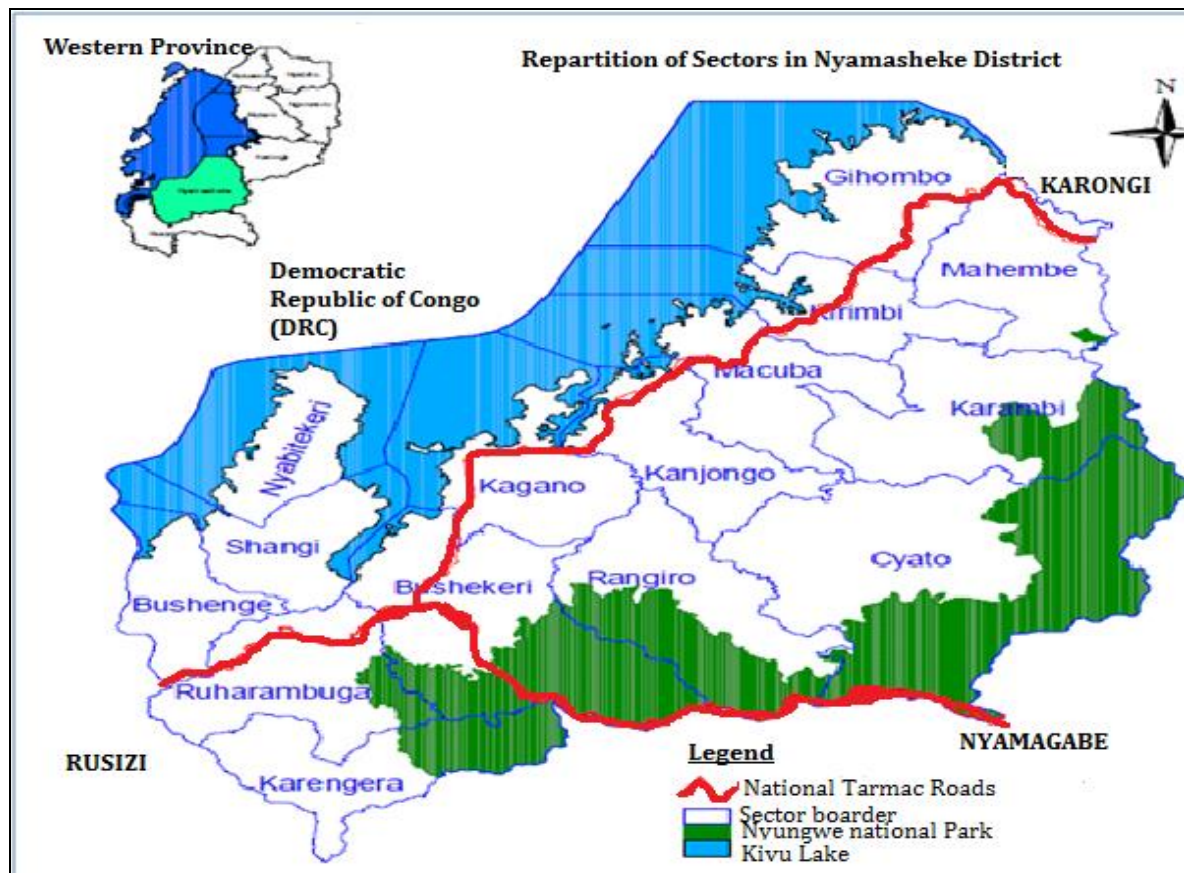 Western Province
Repartition of Sectors in Nyamasheke District
N
Gihombo
KARONGI
Mahembe
Democratic
Republic of Congo
(DRC)
Kirimbi
Macuba
Karambi
Nyabitekeri
Kagano
Kanjongo
Shangi
Cyato
Bushekeri
Rangiro
Bushenge
Ruharambuga
RUSIZI
Karengera
NYAMAGABE
Legend
National Tarmac Roads
Sector boarder
Nyungwe national Park
Kivu Lake